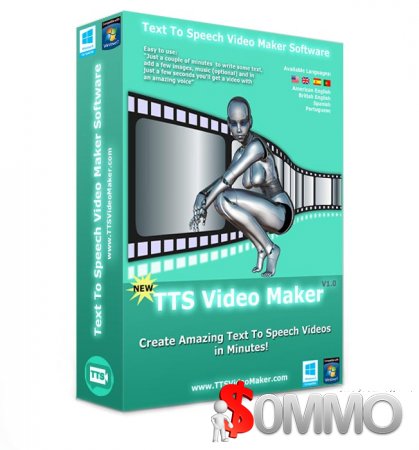 Text To Speech Video Maker Software
Easy to use:
"Just a couple of minutes to write some text,
add a few images, music (optional) and in
just a few seconds you'll get a video with
an amazing voice"
Available Languages:
American English
British English
Spanish
Portuguese
NEW
TTS Video Maker
V1.0
Create Amazing Text To Speech Videos
in Minutes!
www.TTSVideoMaker.com
Text To Speech Video Maker Software
www.TTSVideoMaker.com
TTS
$OMMO